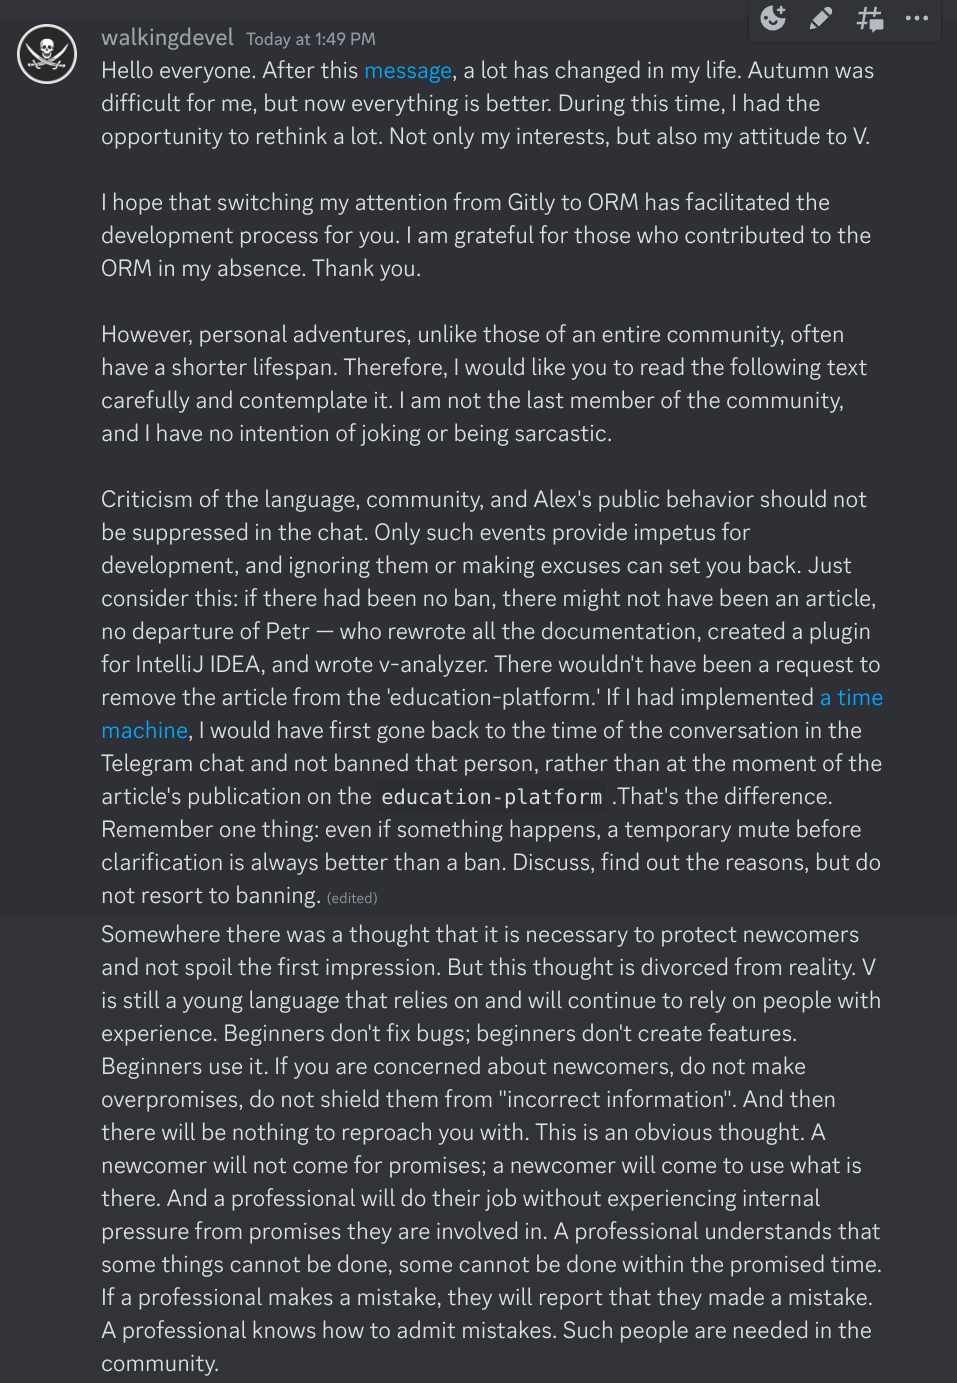 walkingdevel Today at 1:49 PM
Hello everyone. After this message, a lot has changed in my life. Autumn was
difficult for me, but now everything is better. During this time, I had the
opportunity to rethink a lot. Not only my interests, but also my attitude to V.
I hope that switching my attention from Gitly to ORM has facilitated the
development process for you. I am grateful for those who contributed to the
ORM in my absence. Thank you.
However, personal adventures, unlike those of an entire community, often
have a shorter lifespan. Therefore, I would like you to read the following text
carefully and contemplate it. I am not the last member of the community,
and I have no intention of joking or being sarcastic.
Criticism of the language, community, and Alex's public behavior should not
be suppressed in the chat. Only such events provide impetus for
development, and ignoring them or making excuses can set you back. Just
consider this: if there had been no ban, there might not have been an article,
no departure of Petr — who rewrote all the documentation, created a plugin
for IntelliJ IDEA, and wrote v-analyzer. There wouldn't have been a request to
remove the article from the 'education-platform.' If I had implemented a time
machine, I would have first gone back to the time of the conversation in the
Telegram chat and not banned that person, rather than at the moment of the
article's publication on the education-platform .That's the difference.
Remember one thing: even if something happens, a temporary mute before
clarification is always better than a ban. Discuss, find out the reasons, but do
not resort to banning. (edited)
Somewhere there was a thought that it is necessary to protect newcomers
and not spoil the first impression. But this thought is divorced from reality. V
is still a young language that relies on and will continue to rely on people with
experience. Beginners don't fix bugs; beginners don't create features.
Beginners use it. If you are concerned about newcomers, do not make
overpromises, do not shield them from "incorrect information". And then
there will be nothing to reproach you with. This is an obvious thought. A
newcomer will not come for promises; a newcomer will come to use what is
there. And a professional will do their job without experiencing internal
pressure from promises they are involved in. A professional understands that
some things cannot be done, some cannot be done within the promised time.
If a professional makes a mistake, they will report that they made a mistake.
A professional knows how to admit mistakes. Such people are needed in the
community.